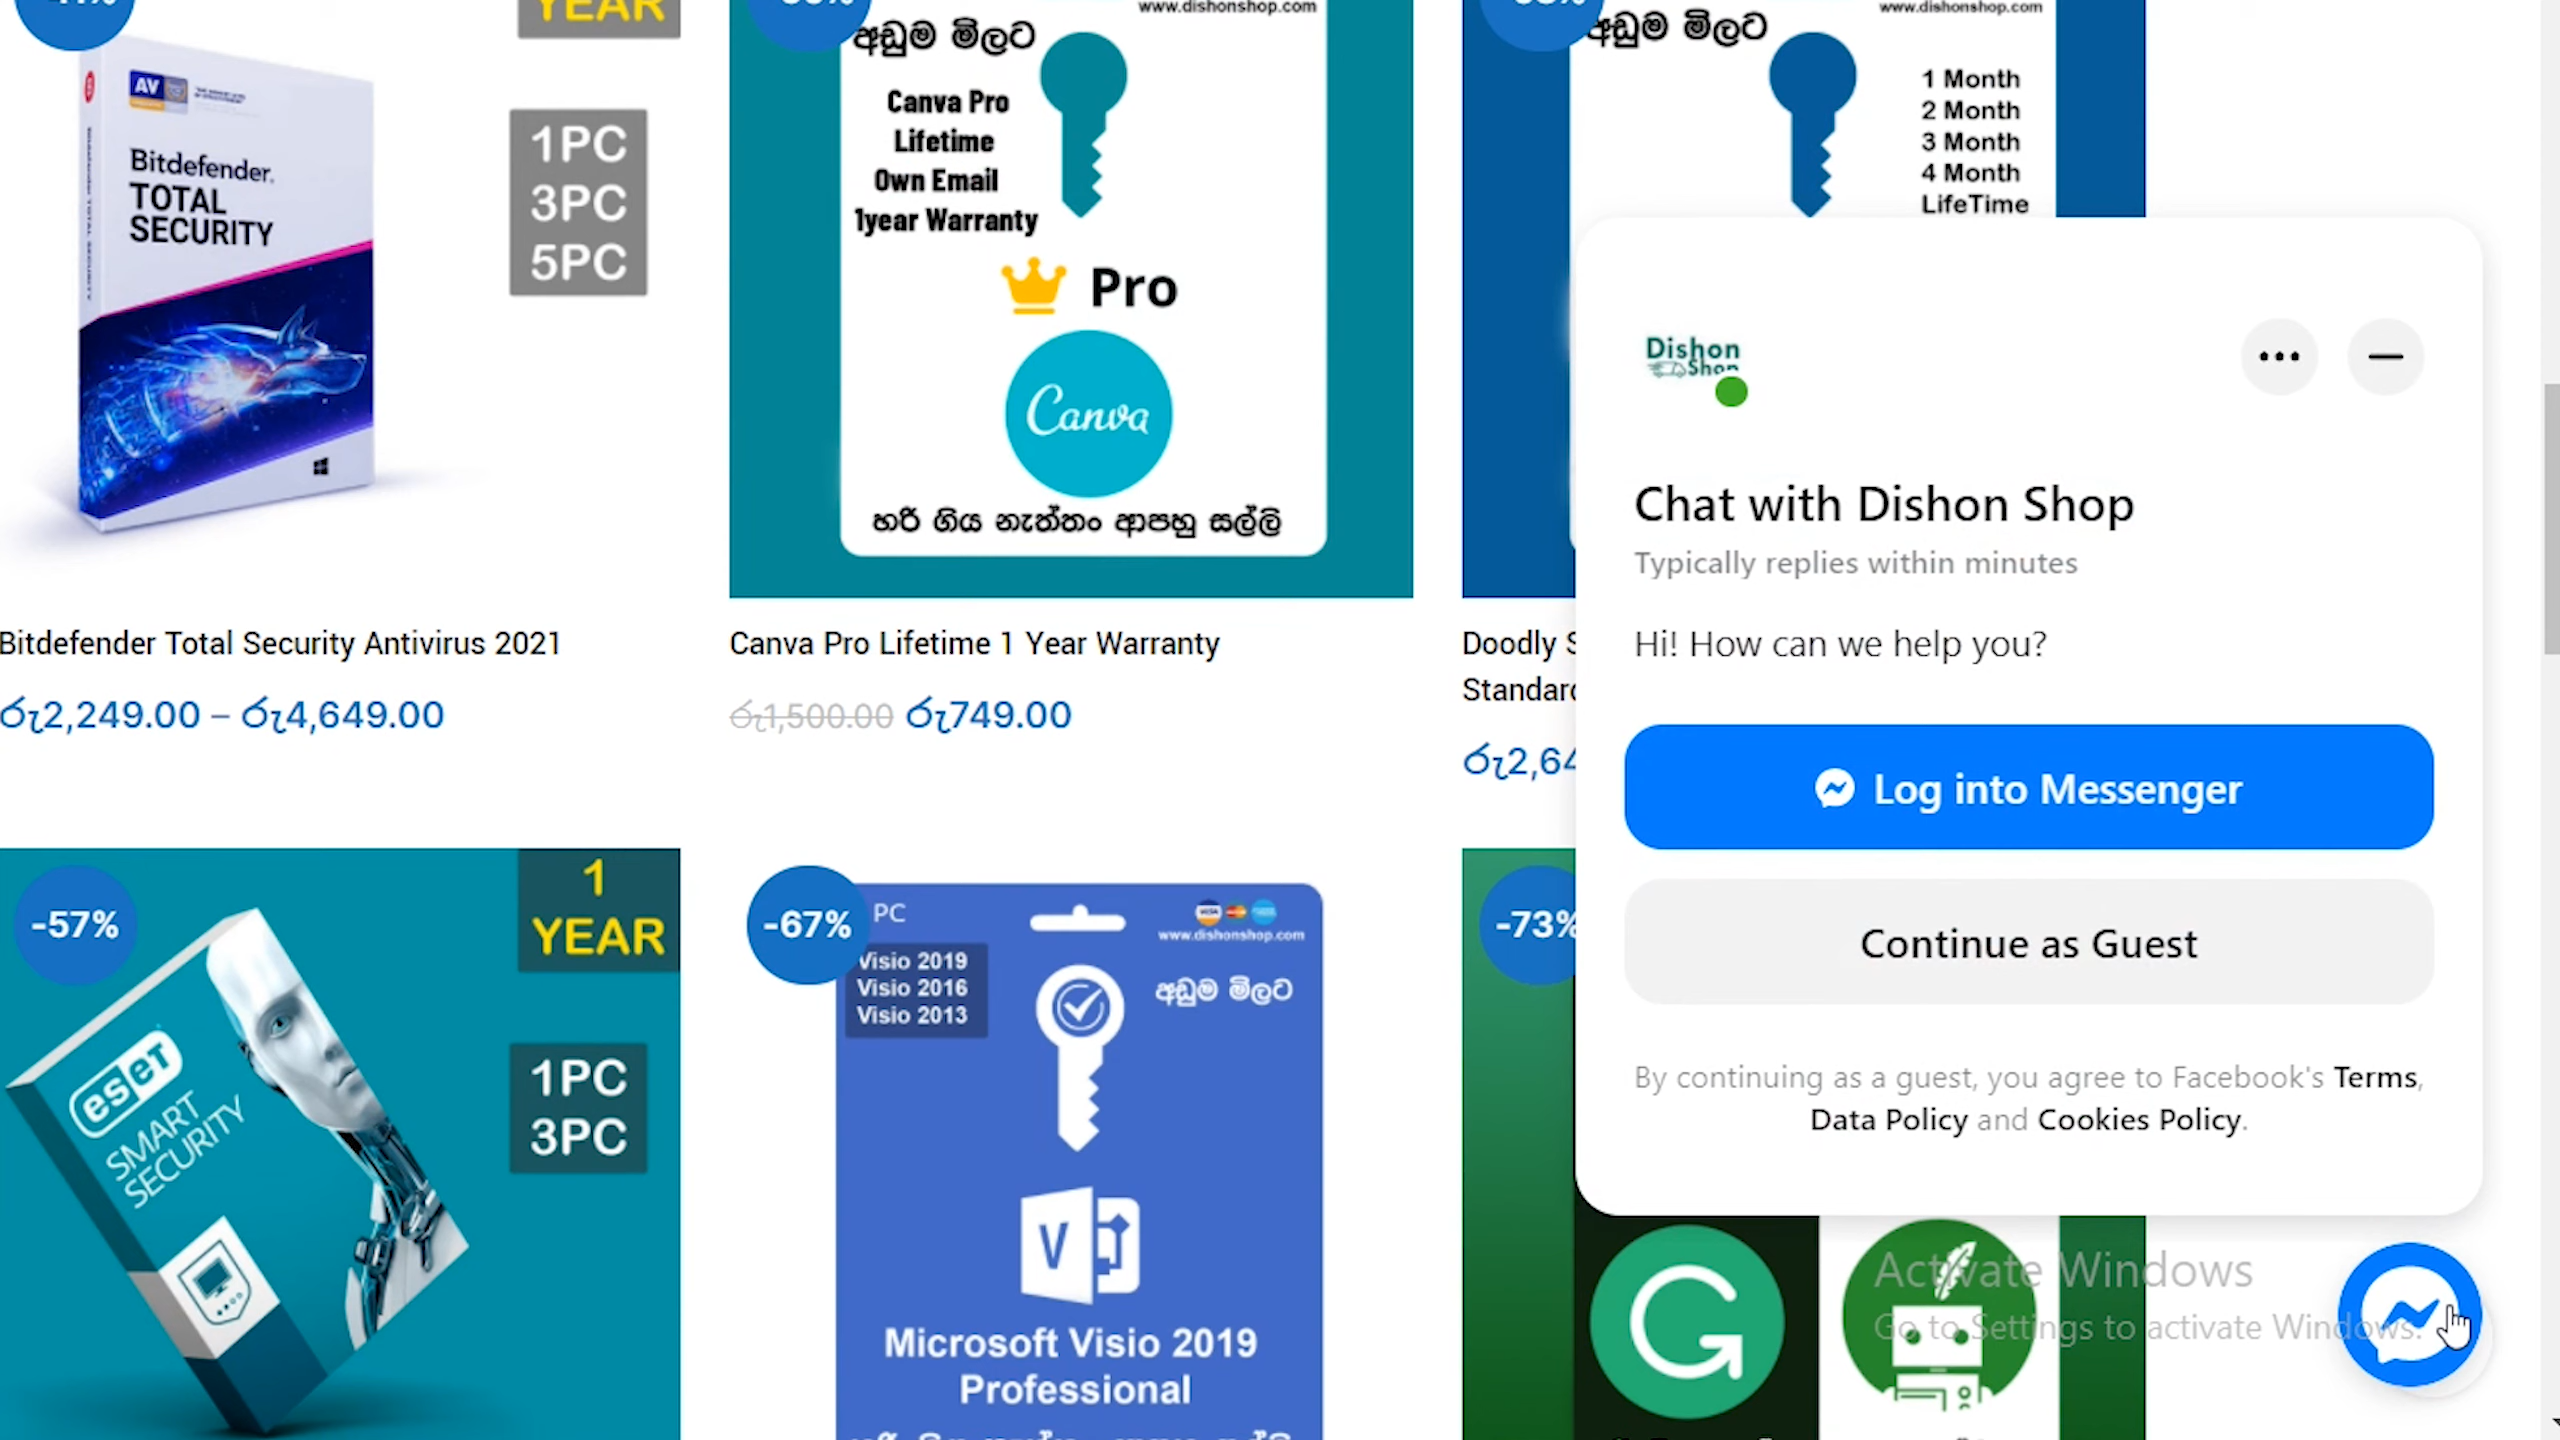 YEAR
AV
Bitdefender.
TOTAL
SECURITY
1PC
3PC
5PC
Bitdefender Total Security Antivirus 2021
රු2,249.00 – රු4,649.00
www.dishonshop.com
අඩුම මිලට
Canva Pro
Lifetime
Own Email
1year Warranty
Pro
Canva
හරි ගිය නැත්තං ආපහු සල්ලි
Canva Pro Lifetime 1 Year Warranty
රු1,500.00 රු749.00
www.dishonshop.com
අඩුම මිලට
1 Month
2 Month
3 Month
4 Month
LifeTime
Doodly
රු2,64
Dishon
Shop
Chat with Dishon Shop
Typically replies within minutes
Hi! How can we help you?
Log into Messenger
Continue as Guest
By continuing as a guest, you agree to Facebook's Terms,
Data Policy and Cookies Policy.
-57%
1
YEAR
eset
SMART
SECURITY
1PC
3PC
-67%
PC
www.dishonshop.com
Visio 2019
Visio 2016
Visio 2013
අඩුම මිලට
V
Microsoft Visio 2019
Professional
-73%
G
Activate Windows
Go to Settings to activate Windows.